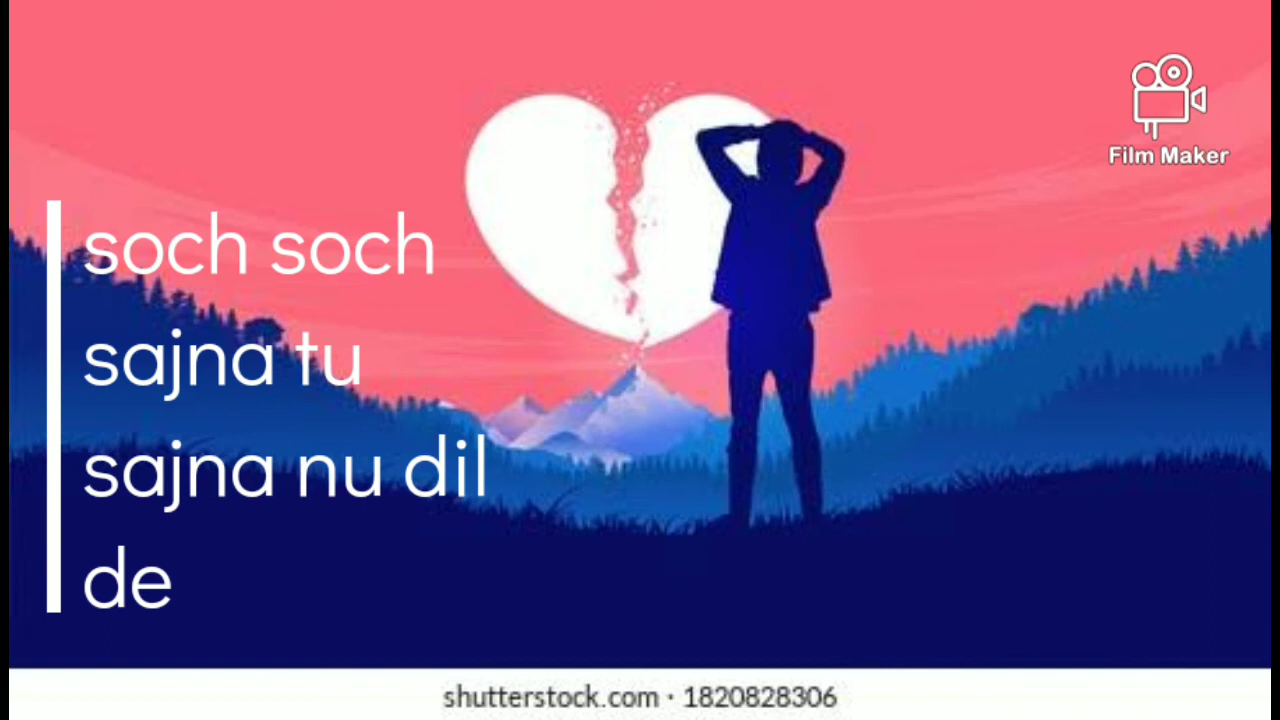 Film Maker
soch soch
sajna tu
sajna nu dil
de
shutterstock.com · 1820828306